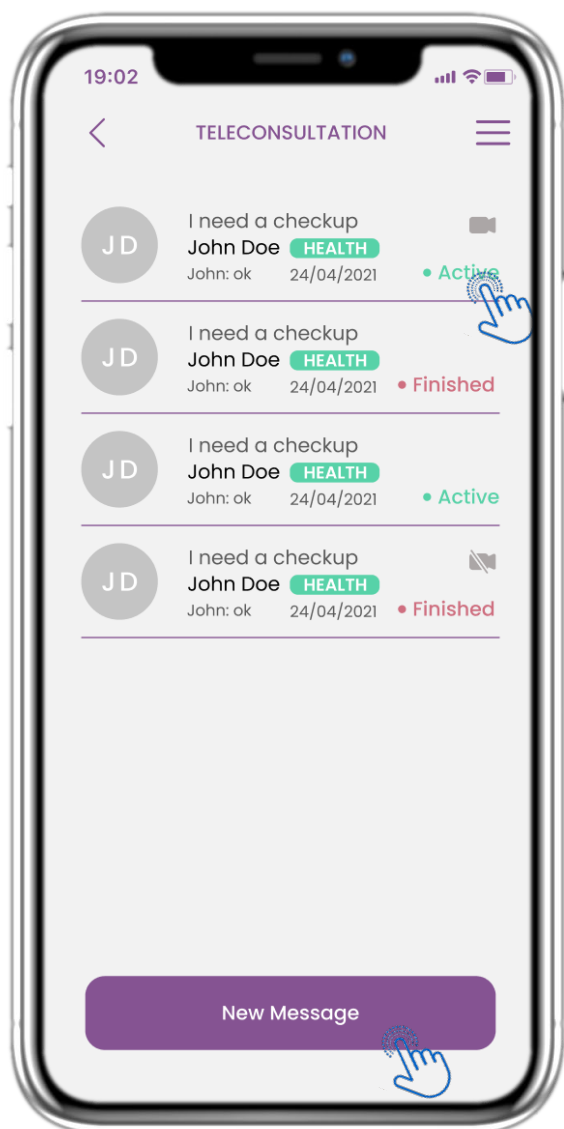 19:02
TELECONSULTATION
I need a checkup
JD
John Doe HEALTH
John: ok 24/04/2021 • Active
I need a checkup
JD
John Doe HEALTH
John: ok 24/04/2021 • Finished
I need a checkup
JD
John Doe HEALTH
John: ok 24/04/2021 • Active
I need a checkup
JD
John Doe HEALTH
John: ok 24/04/2021 • Finished
New Message